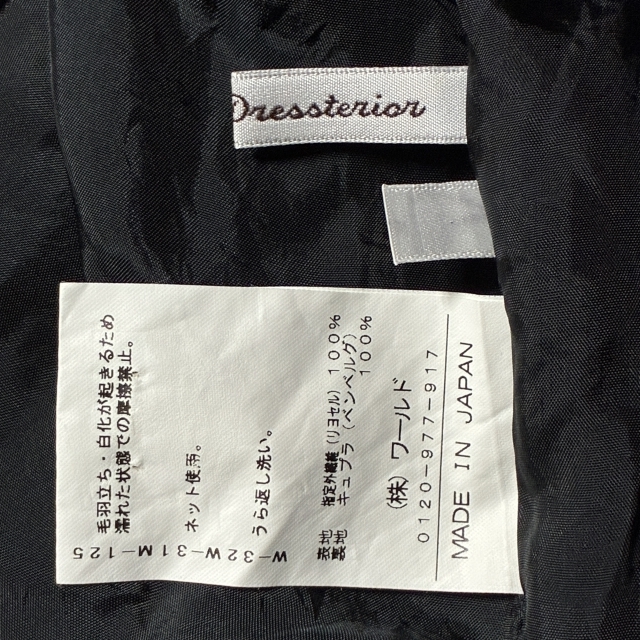 Dressterior
毛羽立ち・白化が起きるため
濡れた状態での摩擦禁止。
M-125
ネット使用。
W-31
うら返し洗い。
W-32
表地 指定外繊維(リヨセル)100%
裏地 キュプラ(ベンベルグ)100%
(株)ワールド
0120-977-917
MADE IN JAPAN